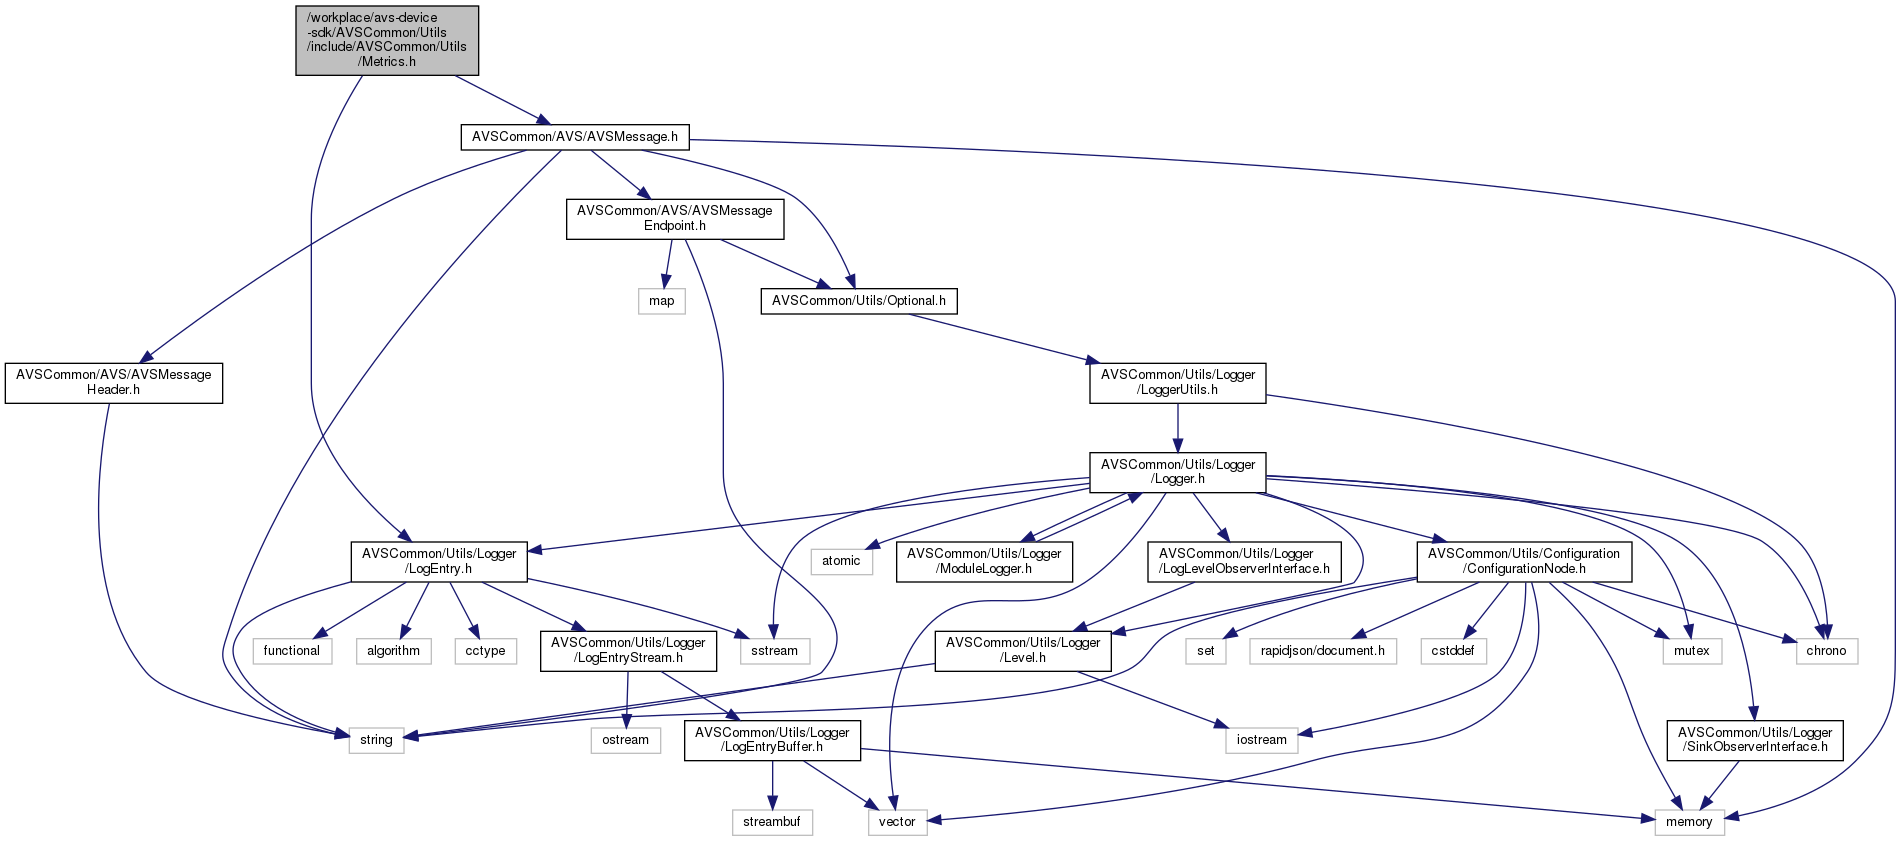 /workplace/avs-device
-sdk/AVSCommon/Utils
/include/AVSCommon/Utils
/Metrics.h
AVSCommon/AVS/AVSMessage.h
AVSCommon/AVS/AVSMessage
Endpoint.h
map
AVSCommon/Utils/Optional.h
AVSCommon/AVS/AVSMessage
Header.h
AVSCommon/Utils/Logger
/LoggerUtils.h
AVSCommon/Utils/Logger
/Logger.h
AVSCommon/Utils/Logger
/LogEntry.h
atomic
AVSCommon/Utils/Logger
/ModuleLogger.h
AVSCommon/Utils/Logger
/LogLevelObserverInterface.h
AVSCommon/Utils/Configuration
/ConfigurationNode.h
functional
algorithm
cctype
AVSCommon/Utils/Logger
/LogEntryStream.h
sstream
AVSCommon/Utils/Logger
/Level.h
set
rapidjson/document.h
cstddef
mutex
chrono
string
ostream
AVSCommon/Utils/Logger
/LogEntryBuffer.h
iostream
AVSCommon/Utils/Logger
/SinkObserverInterface.h
streambuf
vector
memory